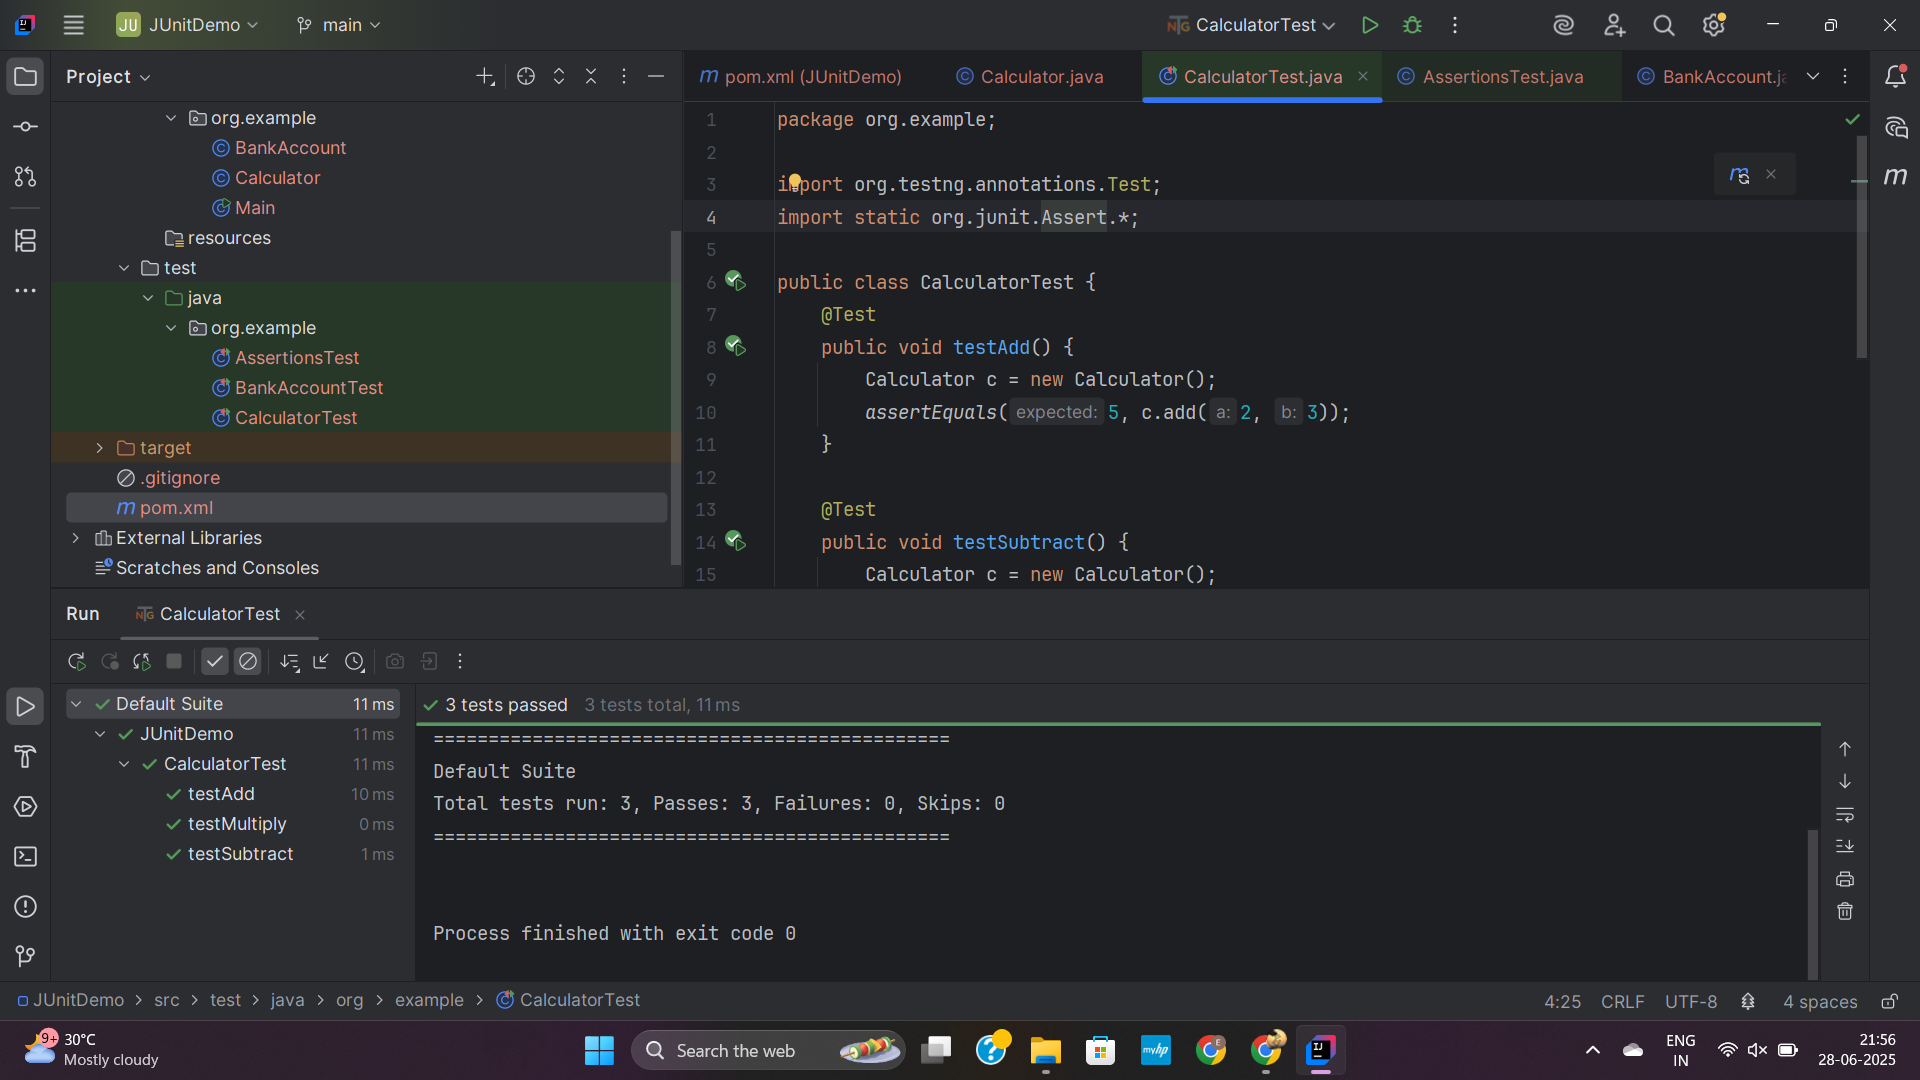 JU JUnitDemo main CalculatorTest
Project
org.example
BankAccount
Calculator
Main
resources
test
java
org.example
AssertionsTest
BankAccountTest
CalculatorTest
target
.gitignore
m pom.xml
External Libraries
Scratches and Consoles
m pom.xml (JUnitDemo) Calculator.java CalculatorTest.java AssertionsTest.java BankAccount.ja
1 package org.example;
2
3 import org.testng.annotations.Test;
4 import static org.junit.Assert.*;
5
6 public class CalculatorTest {
7 @Test
8 public void testAdd() {
9 Calculator c = new Calculator();
10 assertEquals( expected: 5, c.add( a: 2, b: 3));
11 }
12
13 @Test
14 public void testSubtract() {
15 Calculator c = new Calculator();
Run CalculatorTest
Default Suite 11 ms
JUnitDemo 11 ms
CalculatorTest 11 ms
testAdd 10 ms
testMultiply 0 ms
testSubtract 1 ms
3 tests passed 3 tests total, 11 ms
===============================================
Default Suite
Total tests run: 3, Passes: 3, Failures: 0, Skips: 0
===============================================
Process finished with exit code 0
JUnitDemo > src > test > java > org > example > CalculatorTest
4:25 CRLF UTF-8 4 spaces
9+ 30°C
Mostly cloudy
Search the web
myhp
ENG
IN
21:56
28-06-2025